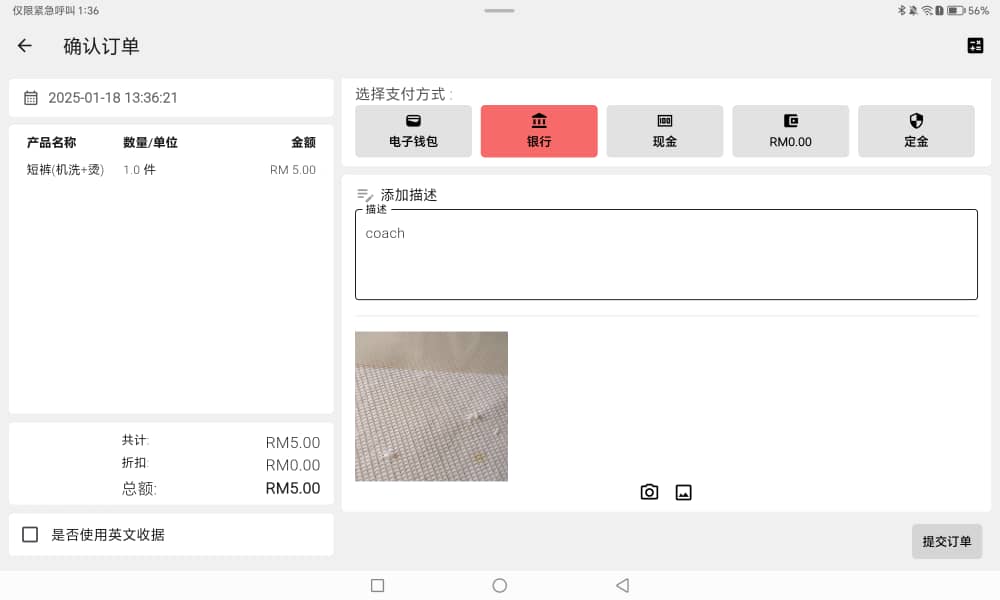 仅限紧急呼叫 1:36
56%
确认订单
2025-01-18 13:36:21
产品名称 数量/单位 金额
短裤(机洗+烫) 1.0 件 RM 5.00
共计: RM5.00
折扣: RM0.00
总额: RM5.00
是否使用英文收据
选择支付方式 :
电子钱包 银行 现金 RM0.00 定金
添加描述
描述
coach
提交订单